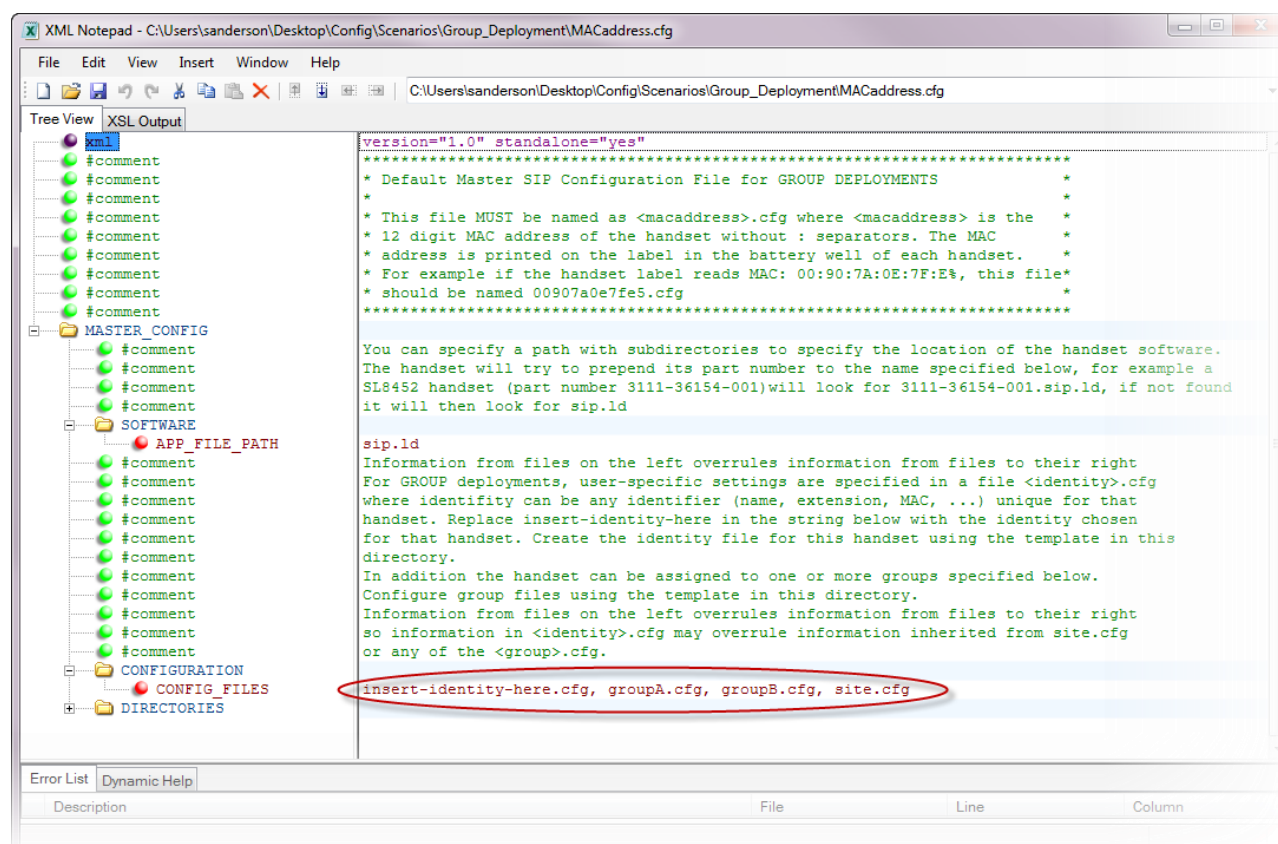 XML Notepad - C:\Users\sanderson\Desktop\Config\Scenarios\Group_Deployment\MACaddress.cfg
File Edit View Insert Window Help
C:\Users\sanderson\Desktop\Config\Scenarios\Group_Deployment\MACaddress.cfg
Tree View XSL Output
xml version="1.0" standalone="yes"
#comment ***************************************************************************
#comment * Default Master SIP Configuration File for GROUP DEPLOYMENTS *
#comment * *
#comment * This file MUST be named as <macaddress>.cfg where <macaddress> is the *
#comment * 12 digit MAC address of the handset without : separators. The MAC *
#comment * address is printed on the label in the battery well of each handset. *
#comment * For example if the handset label reads MAC: 00:90:7A:0E:7F:E%, this file*
#comment * should be named 00907a0e7fe5.cfg *
#comment ***************************************************************************
MASTER_CONFIG
#comment You can specify a path with subdirectories to specify the location of the handset software.
#comment The handset will try to prepend its part number to the name specified below, for example a
#comment SL8452 handset (part number 3111-36154-001)will look for 3111-36154-001.sip.ld, if not found
#comment it will then look for sip.ld
SOFTWARE
APP_FILE_PATH sip.ld
#comment Information from files on the left overrules information from files to their right
#comment For GROUP deployments, user-specific settings are specified in a file <identity>.cfg
#comment where identifity can be any identifier (name, extension, MAC, ...) unique for that
#comment handset. Replace insert-identity-here in the string below with the identity chosen
#comment for that handset. Create the identity file for this handset using the template in this
#comment directory.
#comment In addition the handset can be assigned to one or more groups specified below.
#comment Configure group files using the template in this directory.
#comment Information from files on the left overrules information from files to their right
#comment so information in <identity>.cfg may overrule information inherited from site.cfg
#comment or any of the <group>.cfg.
CONFIGURATION
CONFIG_FILES insert-identity-here.cfg, groupA.cfg, groupB.cfg, site.cfg
DIRECTORIES
Error List Dynamic Help
Description File Line Column